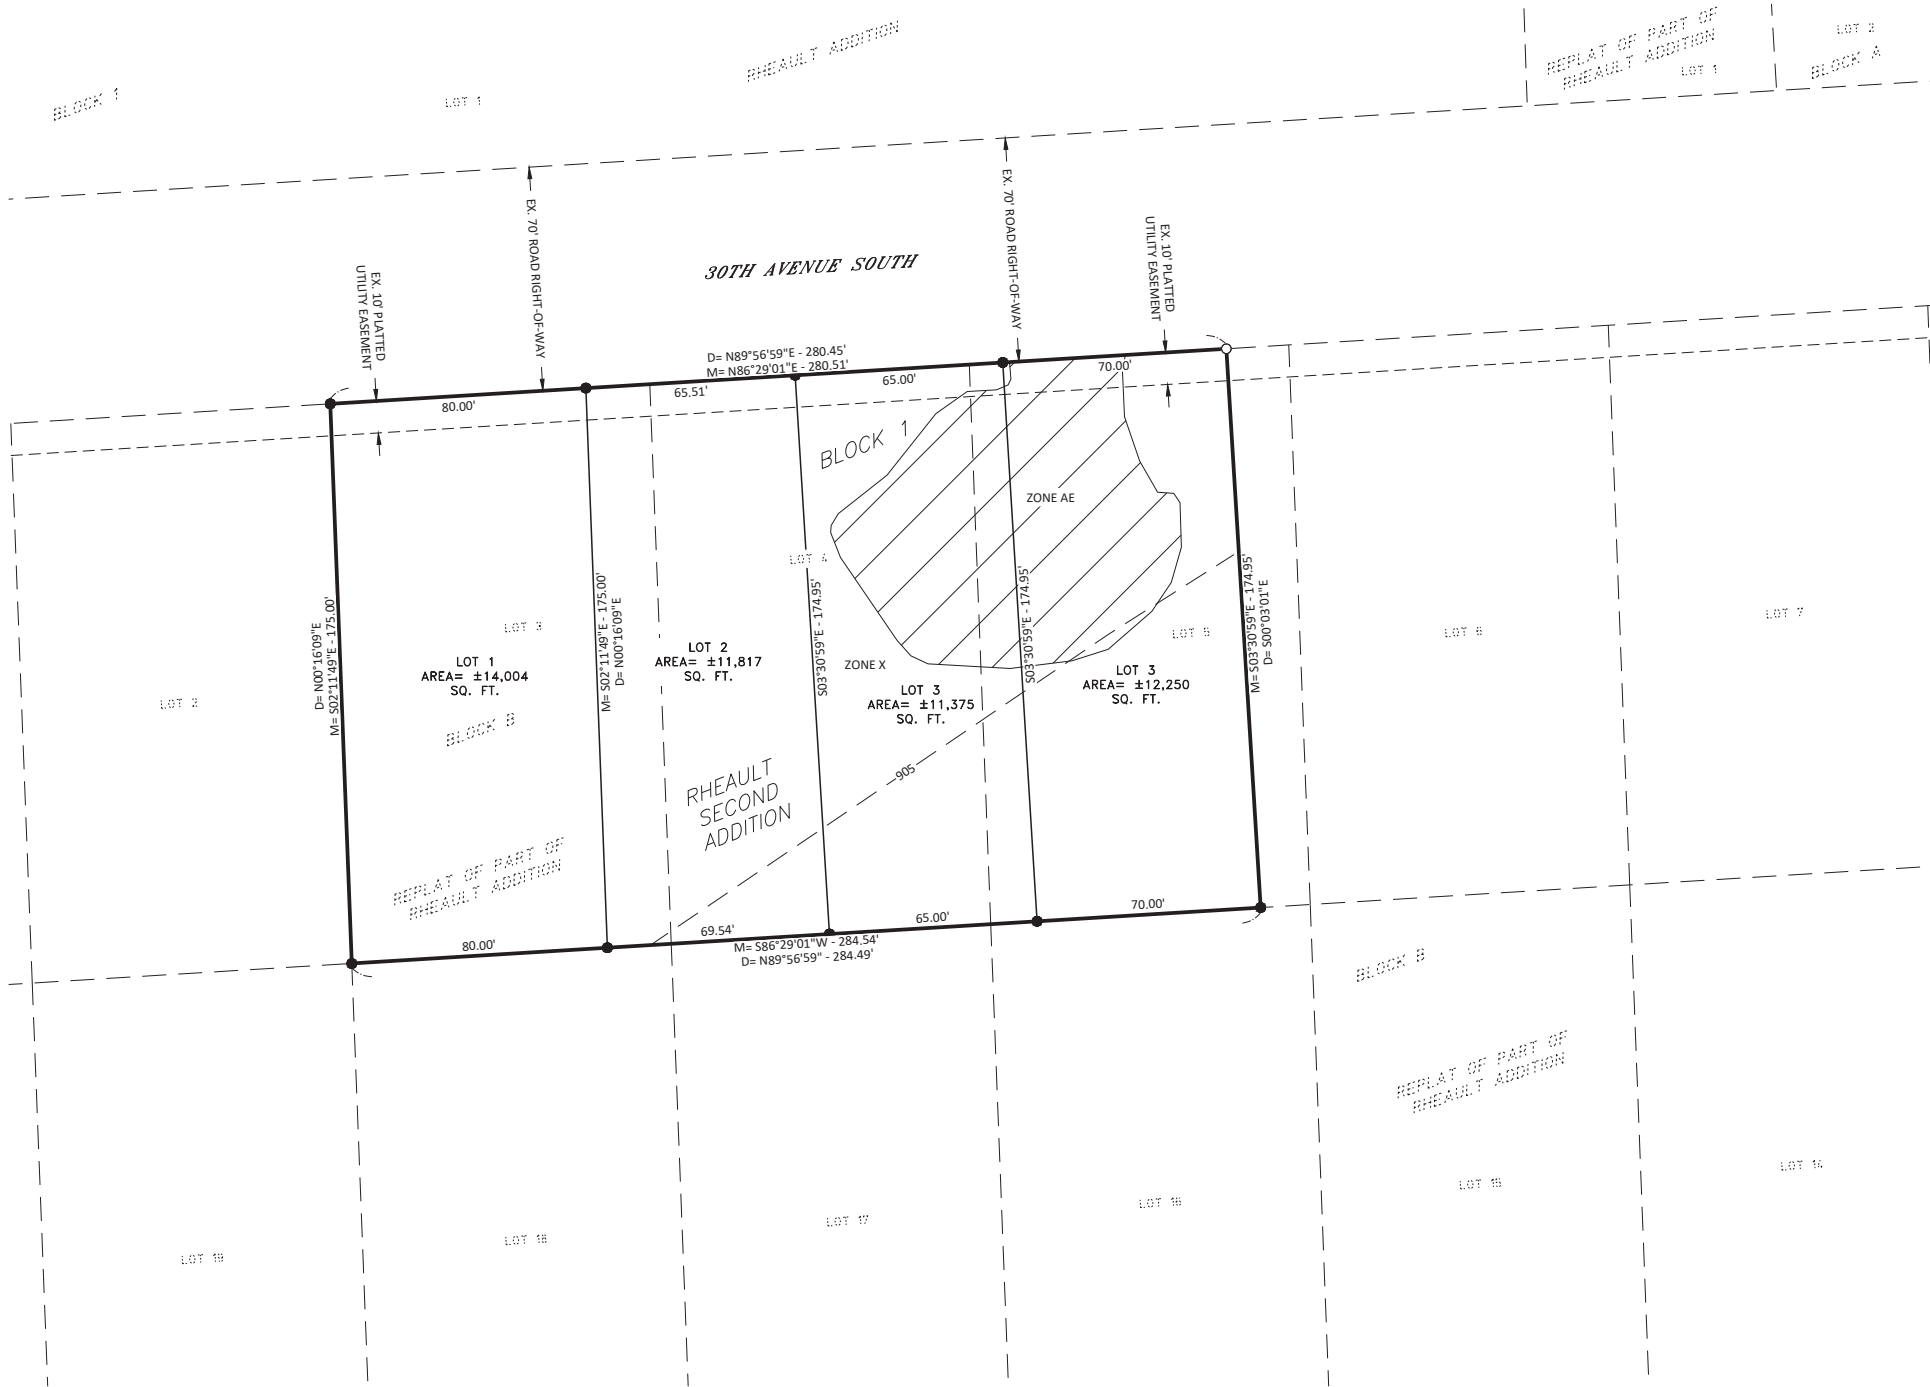 BLOCK 1
LOT 1
RHEAULT ADDITION
REPLAT OF PART OF
RHEAULT ADDITION
LOT 1
LOT 2
BLOCK A
EX. 10' PLATTED
UTILITY EASEMENT
EX. 70' ROAD RIGHT-OF-WAY
30TH AVENUE SOUTH
EX. 70' ROAD RIGHT-OF-WAY
EX. 10' PLATTED
UTILITY EASEMENT
D= N89°56'59"E - 280.45'
M= N86°29'01"E - 280.51'
80.00'
65.51'
65.00'
70.00'
BLOCK 1
ZONE AE
LOT 4
D= N00°16'09"E
M= S02°11'49"E - 175.00'
M= S02°11'49"E - 175.00'
D= N00°16'09"E
S03°30'59"E - 174.95'
S03°30'59"E - 174.95'
M= S03°30'59"E - 174.95'
D= S00°03'01"E
LOT 3
LOT 5
LOT 6
LOT 7
LOT 2
LOT 1
AREA= ±14,004
SQ. FT.
LOT 2
AREA= ±11,817
SQ. FT.
ZONE X
LOT 3
AREA= ±11,375
SQ. FT.
LOT 3
AREA= ±12,250
SQ. FT.
BLOCK B
RHEAULT
SECOND
ADDITION
905
REPLAT OF PART OF
RHEAULT ADDITION
80.00'
69.54'
65.00'
70.00'
M= S86°29'01"W - 284.54'
D= N89°56'59" - 284.49'
BLOCK B
REPLAT OF PART OF
RHEAULT ADDITION
LOT 19
LOT 18
LOT 17
LOT 16
LOT 15
LOT 14